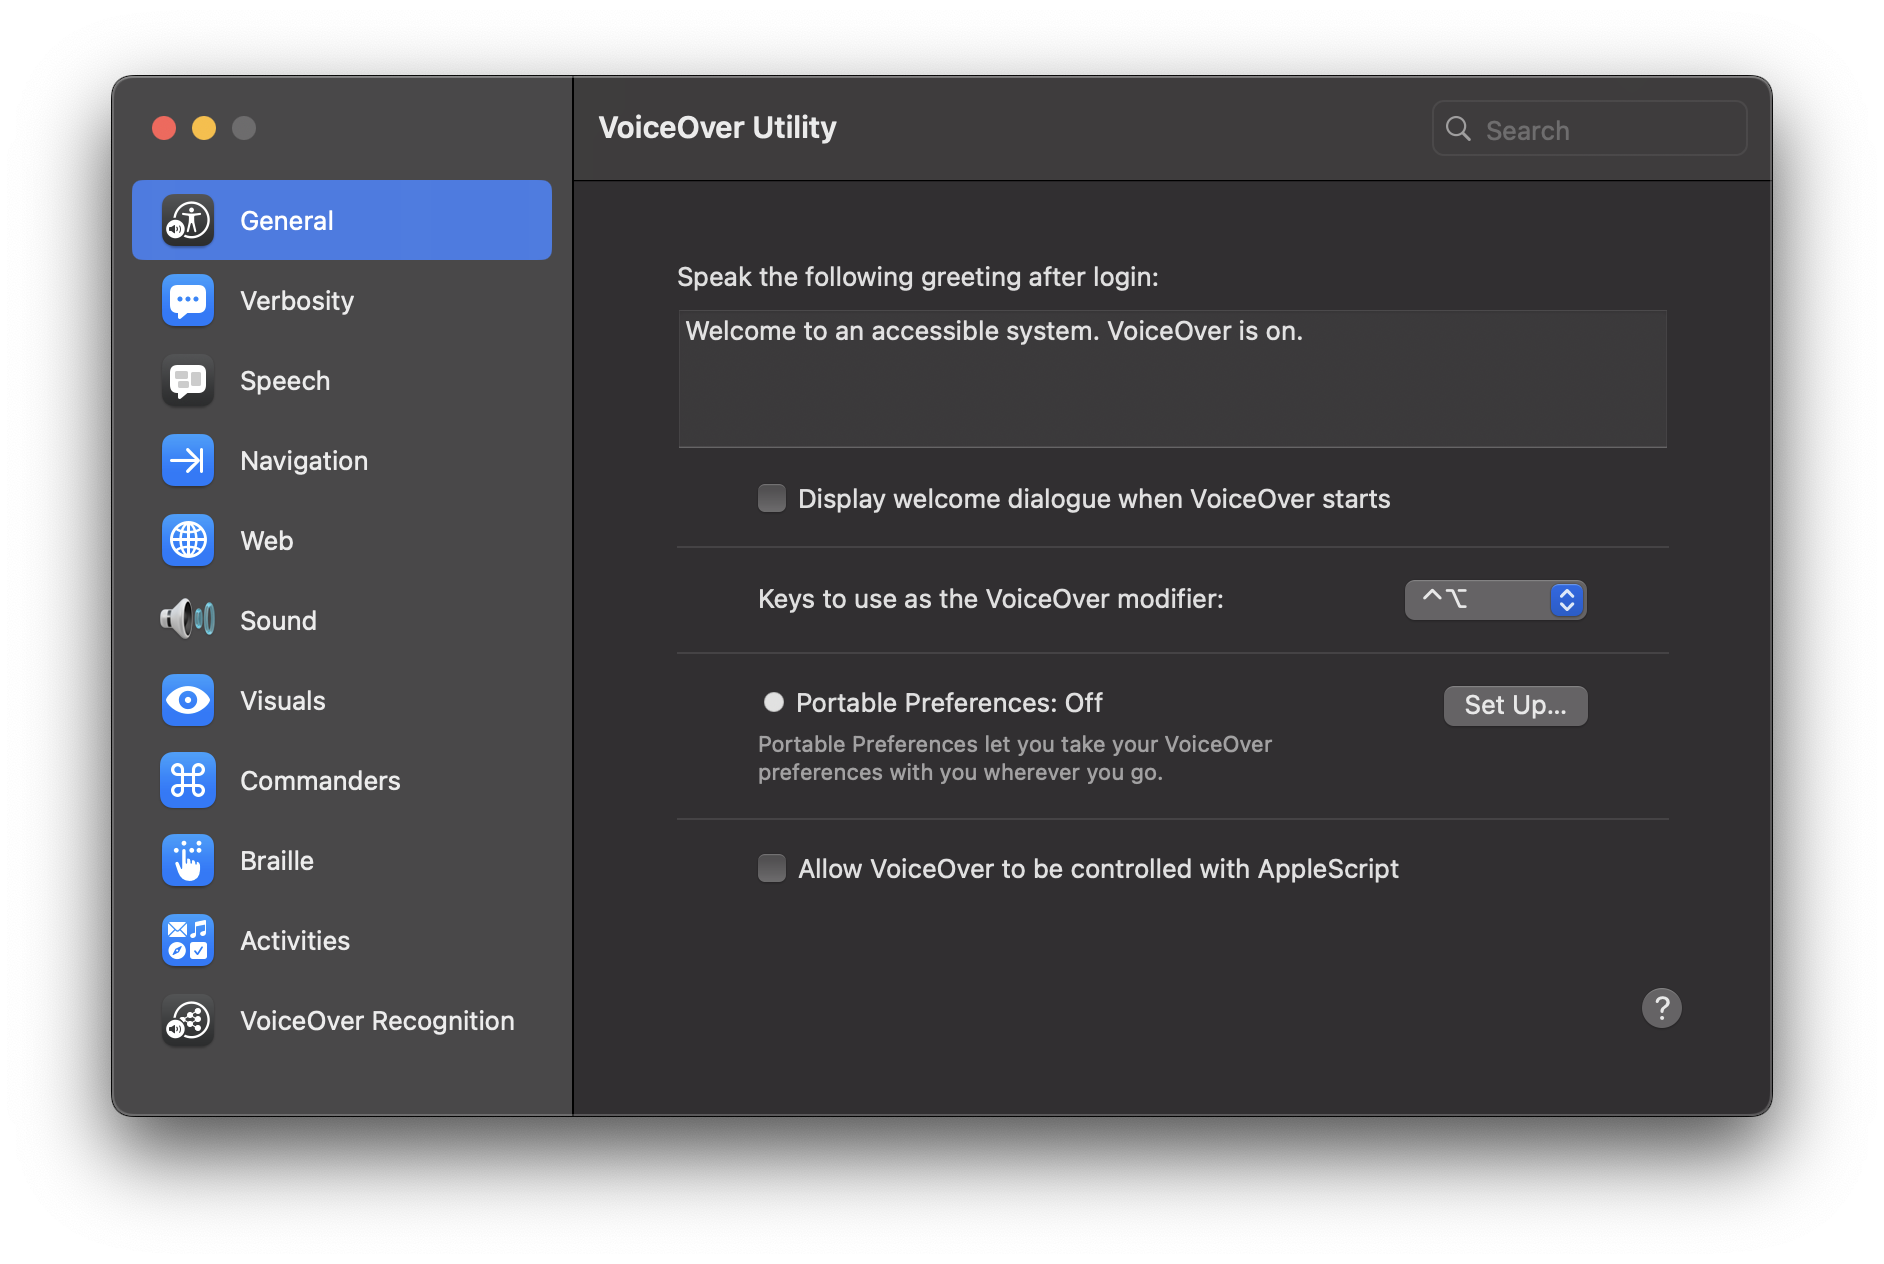 VoiceOver Utility
Search
General
Verbosity
Speech
Navigation
Web
Sound
Visuals
Commanders
Braille
Activities
VoiceOver Recognition
Speak the following greeting after login:
Welcome to an accessible system. VoiceOver is on.
Display welcome dialogue when VoiceOver starts
Keys to use as the VoiceOver modifier:
^⌥
Portable Preferences: Off
Set Up...
Portable Preferences let you take your VoiceOver
preferences with you wherever you go.
Allow VoiceOver to be controlled with AppleScript
?